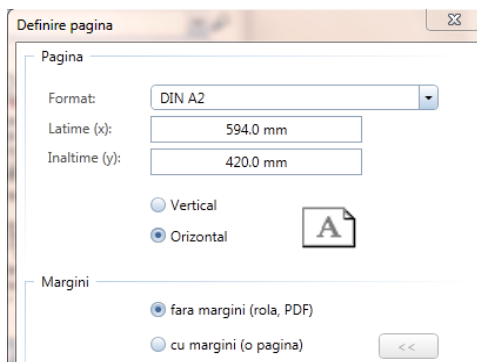 Definire pagina
Pagina
Format: DIN A2
Latime (x): 594.0 mm
Inaltime (y): 420.0 mm
Vertical
Orizontal
A
Margini
fara margini (rola, PDF)
cu margini (o pagina) <<